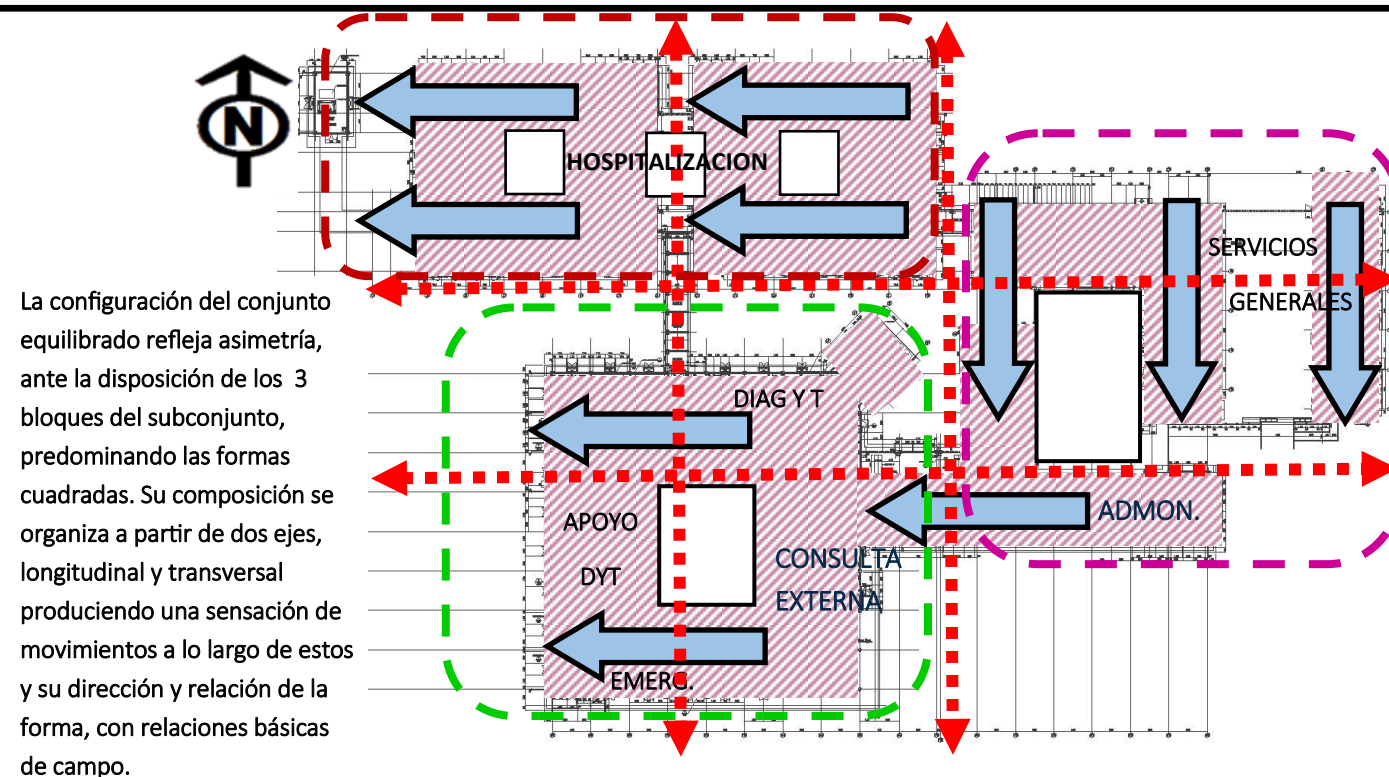 N
HOSPITALIZACION
SERVICIOS
GENERALES
La configuración del conjunto
equilibrado refleja asimetría,
ante la disposición de los 3
bloques del subconjunto,
predominando las formas
cuadradas. Su composición se
organiza a partir de dos ejes,
longitudinal y transversal
produciendo una sensación de
movimientos a lo largo de estos
y su dirección y relación de la
forma, con relaciones básicas
de campo.
DIAG Y T
APOYO
DYT
ADMON.
CONSULTA
EXTERNA
EMERG.